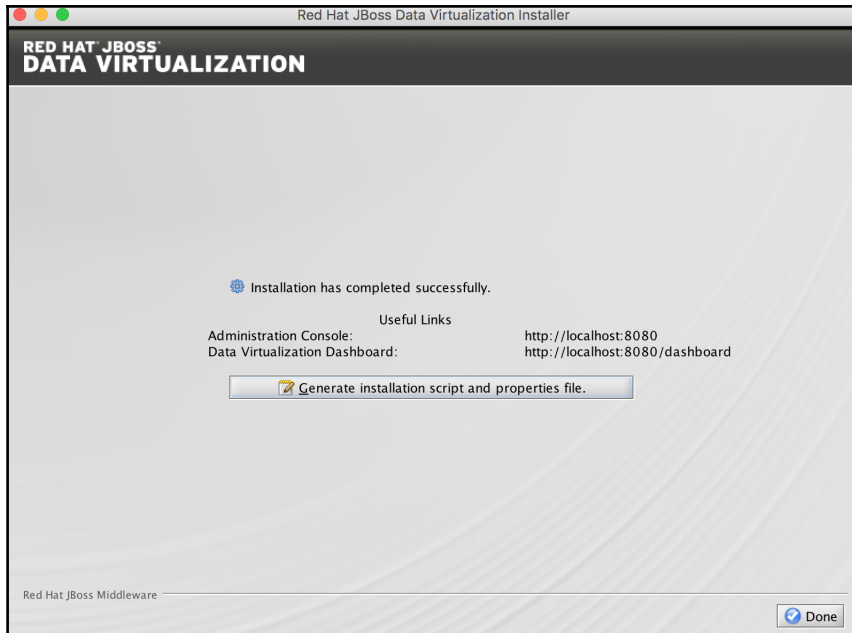 Red Hat JBoss Data Virtualization Installer
RED HAT® JBOSS®
DATA VIRTUALIZATION
Installation has completed successfully.
Useful Links
Administration Console: http://localhost:8080
Data Virtualization Dashboard: http://localhost:8080/dashboard
Generate installation script and properties file.
Red Hat JBoss Middleware
Done